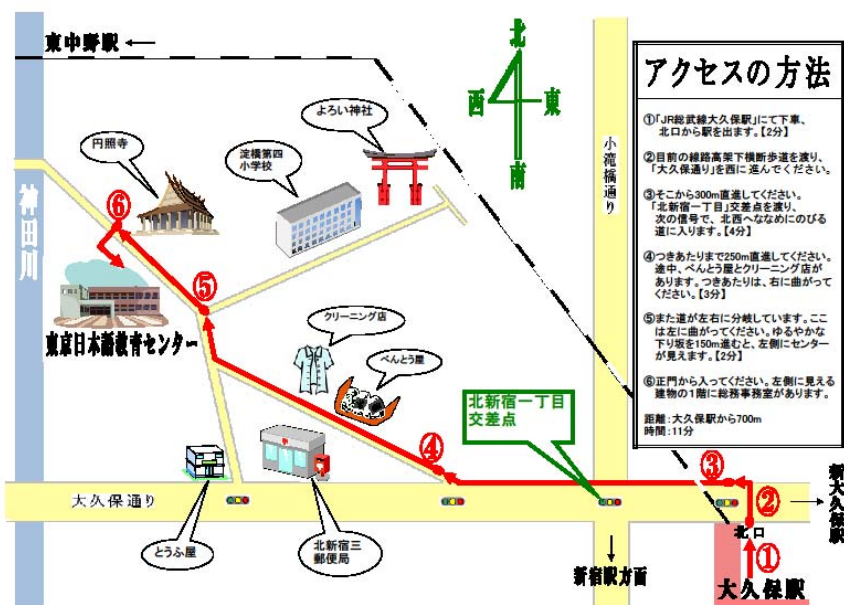 東中野駅 ←
北
西 東
南
よろい神社
円照寺
淀橋第四
小学校
小滝橋通り
神田川
⑥
⑤
東京日本語教育センター
クリーニング店
べんとう屋
北新宿一丁目
交差点
④
③
②
大久保通り
新大久保駅
北口
とうふ屋
北新宿三
郵便局
新宿駅方面
①
大久保駅
アクセスの方法
①「JR総武線大久保駅」にて下車、
北口から駅を出ます。【2分】
②目前の線路高架下横断歩道を渡り、
「大久保通り」を西に進んでください。
③そこから300m直進してください。
「北新宿一丁目」交差点を渡り、
次の信号で、北西へななめにのびる
道に入ります。【4分】
④つきあたりまで250m直進してください。
途中、べんとう屋とクリーニング店が
あります。つきあたりは、右に曲がって
ください。【3分】
⑤また道が左右に分岐しています。ここ
は左に曲がってください。ゆるやかな
下り坂を150m進むと、左側にセンター
が見えます。【2分】
⑥正門から入ってください。左側に見える
建物の1階に総務事務室があります。
距離：大久保駅から700m
時間：11分